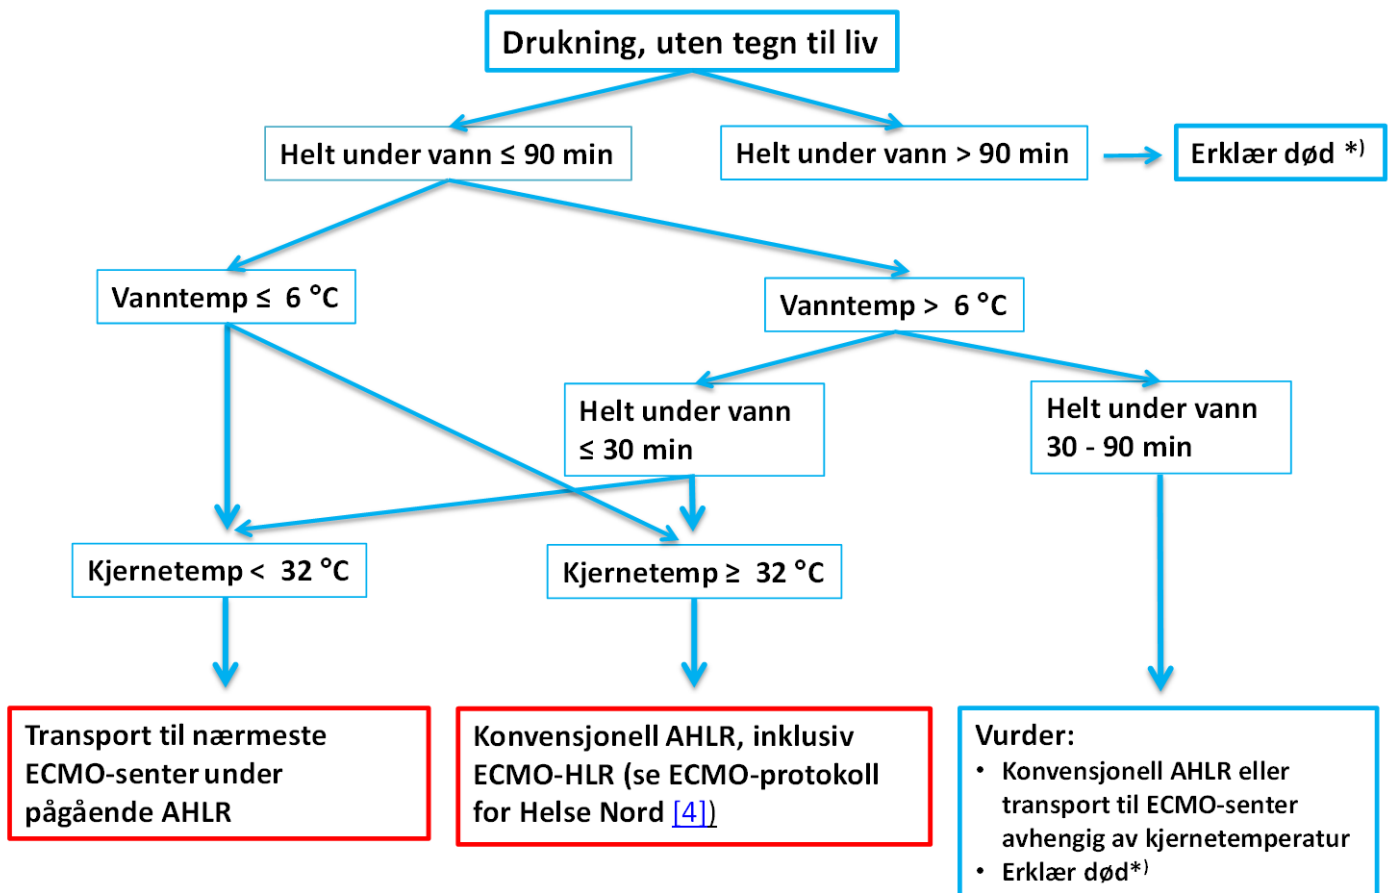 Drukning, uten tegn til liv
Helt under vann ≤ 90 min
Helt under vann > 90 min
Erklær død *)
Vanntemp ≤ 6 °C
Vanntemp > 6 °C
Helt under vann
≤ 30 min
Helt under vann
30 - 90 min
Kjernetemp < 32 °C
Kjernetemp ≥ 32 °C
Transport til nærmeste
ECMO-senter under
pågående AHLR
Konvensjonell AHLR, inklusiv
ECMO-HLR (se ECMO-protokoll
for Helse Nord [4])
Vurder:
• Konvensjonell AHLR eller
transport til ECMO-senter
avhengig av kjernetemperatur
• Erklær død*)